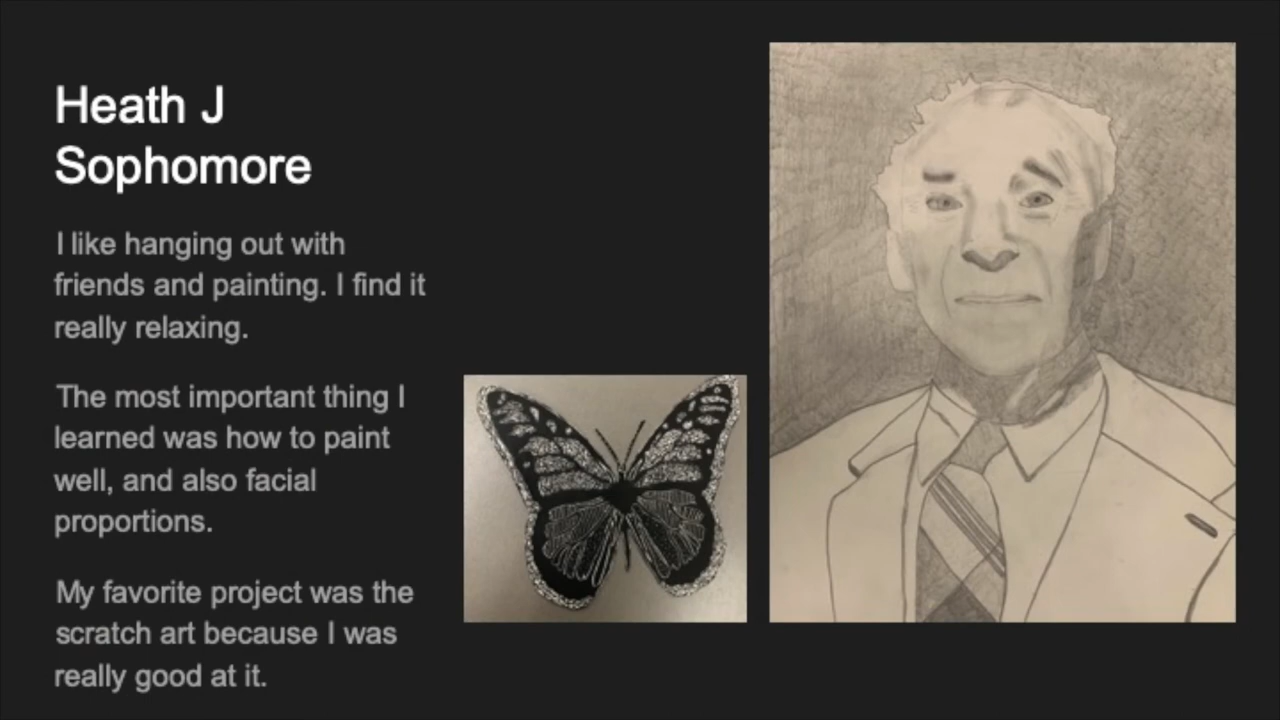 Heath J
Sophomore
I like hanging out with
friends and painting. I find it
really relaxing.
The most important thing I
learned was how to paint
well, and also facial
proportions.
My favorite project was the
scratch art because I was
really good at it.